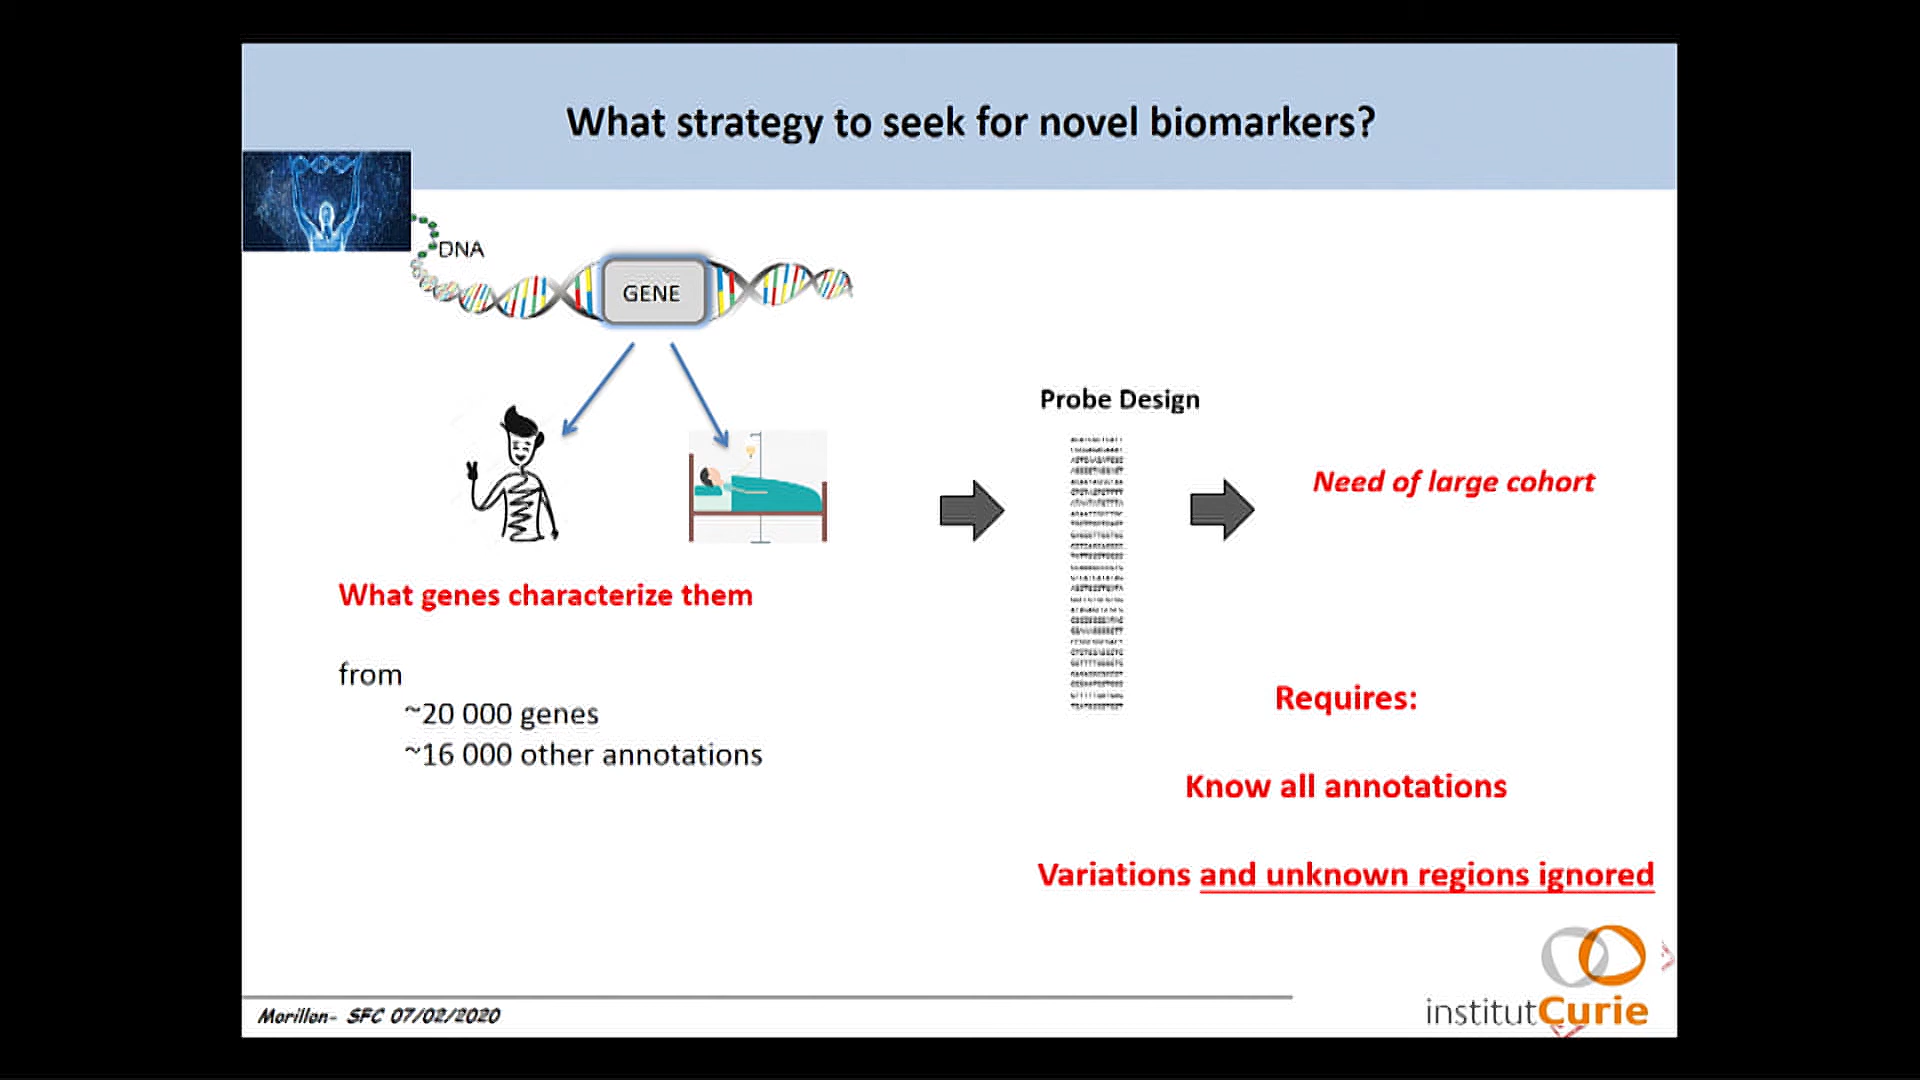 What strategy to seek for novel biomarkers?
DNA
GENE
Probe Design
Need of large cohort
What genes characterize them
from
~20 000 genes
~16 000 other annotations
Requires:
Know all annotations
Variations and unknown regions ignored
Morillon- SFC 07/02/2020
institutCurie